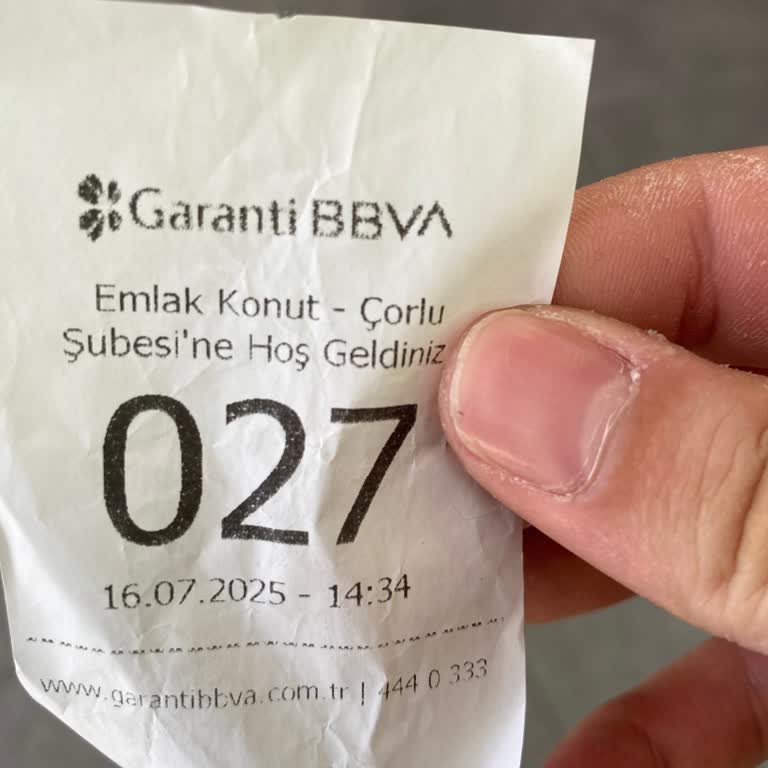 Garanti BBVA
Emlak Konut - Çorlu
Şubesi'ne Hoş Geldiniz
027
16.07.2025 - 14:34
www.garantibbva.com.tr | 444 0 333